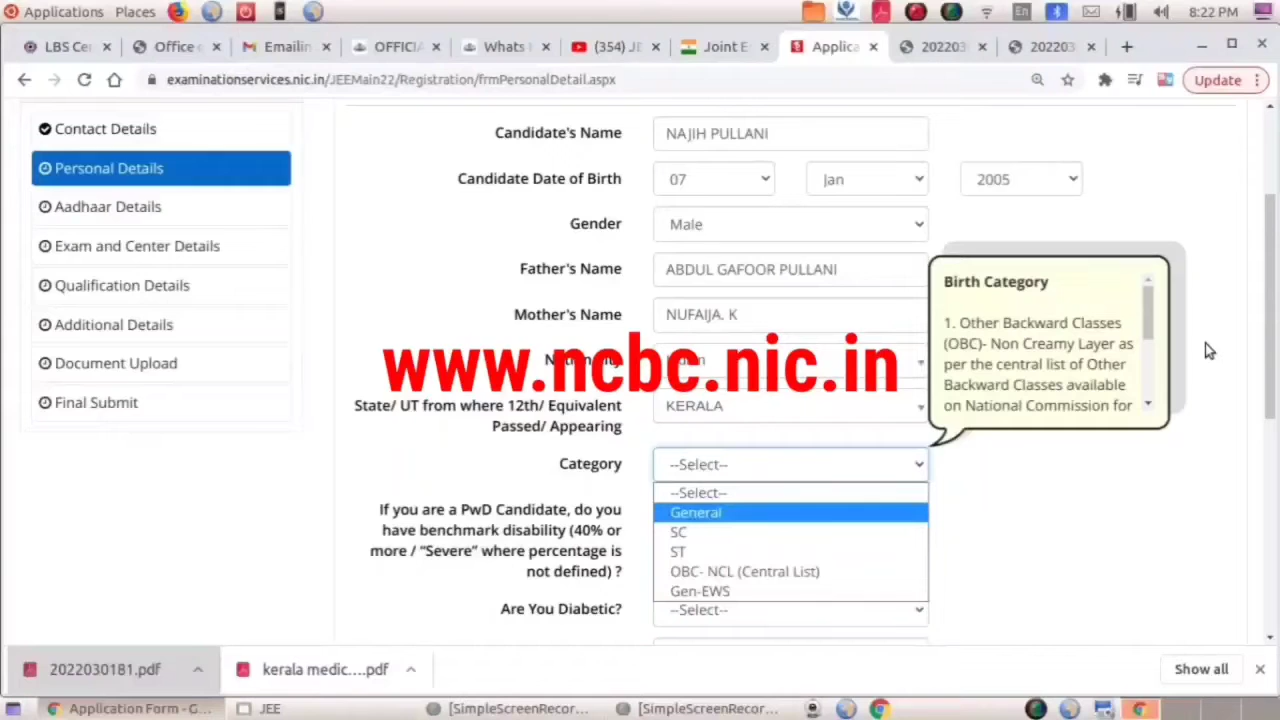 Applications Places En 8:22 PM
LBS Cer Office Emailin OFFICIA Whats (354) JE Joint E Applica 202203 202203
examinationservices.nic.in/JEEMain22/Registration/frmPersonalDetail.aspx Update
Contact Details
Personal Details
Aadhaar Details
Exam and Center Details
Qualification Details
Additional Details
Document Upload
Final Submit
Candidate's Name NAJIH PULLANI
Candidate Date of Birth 07 Jan 2005
Gender Male
Father's Name ABDUL GAFOOR PULLANI
Mother's Name NUFAIJA. K
www.ncbc.nic.in
State/ UT from where 12th/ Equivalent
Passed/ Appearing
KERALA
Category --Select--
--Select--
General
SC
ST
OBC- NCL (Central List)
Gen-EWS
If you are a PwD Candidate, do you
have benchmark disability (40% or
more / “Severe” where percentage is
not defined) ?
Are You Diabetic? --Select--
Birth Category
1. Other Backward Classes
(OBC)- Non Creamy Layer as
per the central list of Other
Backward Classes available
on National Commission for
2022030181.pdf kerala medic....pdf Show all
Application Form - G... JEE [SimpleScreenRecor... [SimpleScreenRecor...